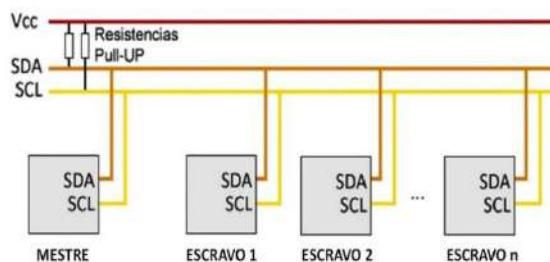 Vcc
Resistencias
Pull-UP
SDA
SCL
SDA
SCL
SDA
SCL
SDA
SCL
...
SDA
SCL
MESTRE
ESCRAVO 1
ESCRAVO 2
ESCRAVO n